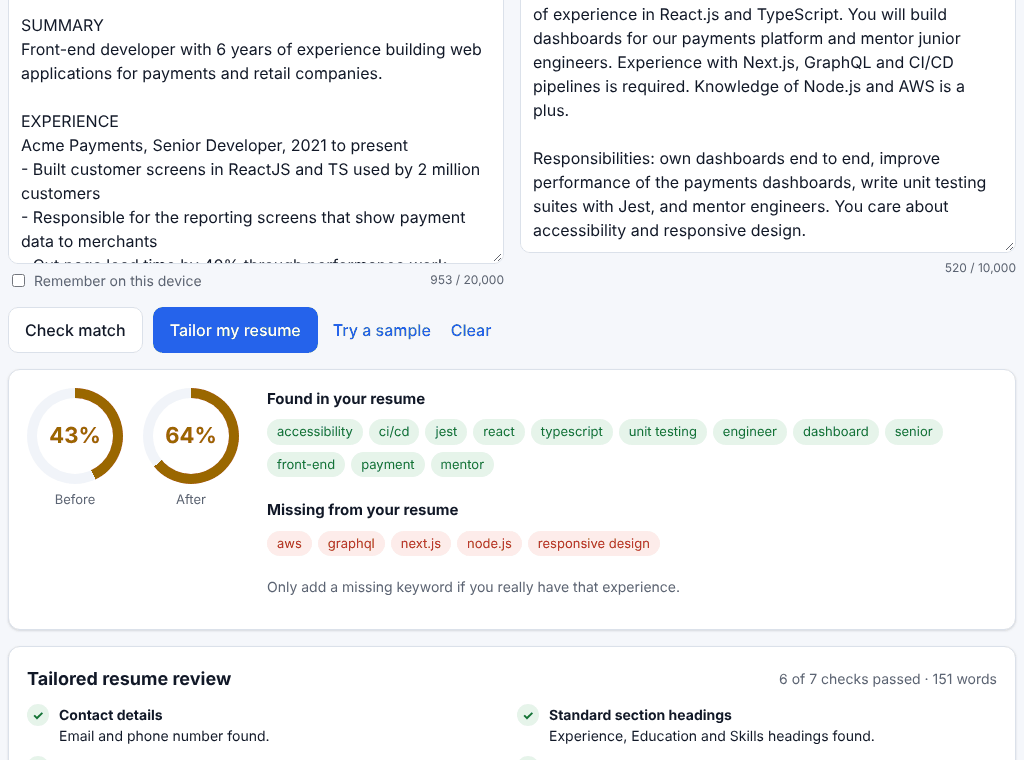 SUMMARY
Front-end developer with 6 years of experience building web
applications for payments and retail companies.
EXPERIENCE
Acme Payments, Senior Developer, 2021 to present
- Built customer screens in ReactJS and TS used by 2 million
customers
- Responsible for the reporting screens that show payment
data to merchants
- Cut page load time by 40% through performance work
Remember on this device
953 / 20,000
of experience in React.js and TypeScript. You will build
dashboards for our payments platform and mentor junior
engineers. Experience with Next.js, GraphQL and CI/CD
pipelines is required. Knowledge of Node.js and AWS is a
plus.
Responsibilities: own dashboards end to end, improve
performance of the payments dashboards, write unit testing
suites with Jest, and mentor engineers. You care about
accessibility and responsive design.
520 / 10,000
Check match
Tailor my resume
Try a sample
Clear
43%
Before
64%
After
Found in your resume
accessibility ci/cd jest react typescript unit testing engineer dashboard senior
front-end payment mentor
Missing from your resume
aws graphql next.js node.js responsive design
Only add a missing keyword if you really have that experience.
Tailored resume review
6 of 7 checks passed · 151 words
Contact details
Email and phone number found.
Standard section headings
Experience, Education and Skills headings found.